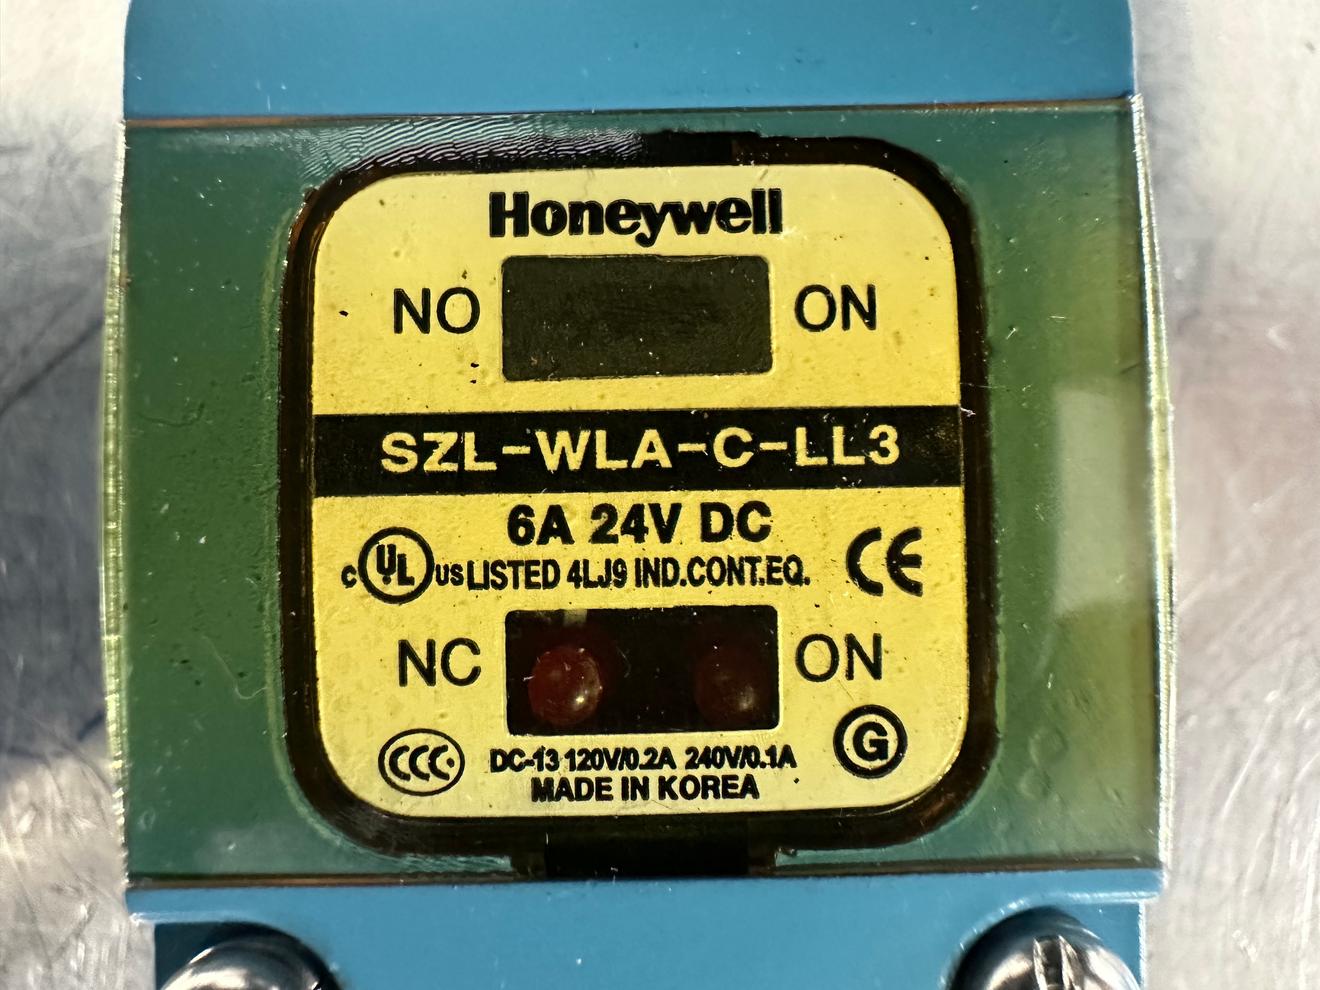 Honeywell
NO ON
SZL-WLA-C-LL3
6A 24V DC
c UL us LISTED 4LJ9 IND.CONT.EQ. CE
NC ON
CCC DC-13 120V/0.2A 240V/0.1A G
MADE IN KOREA